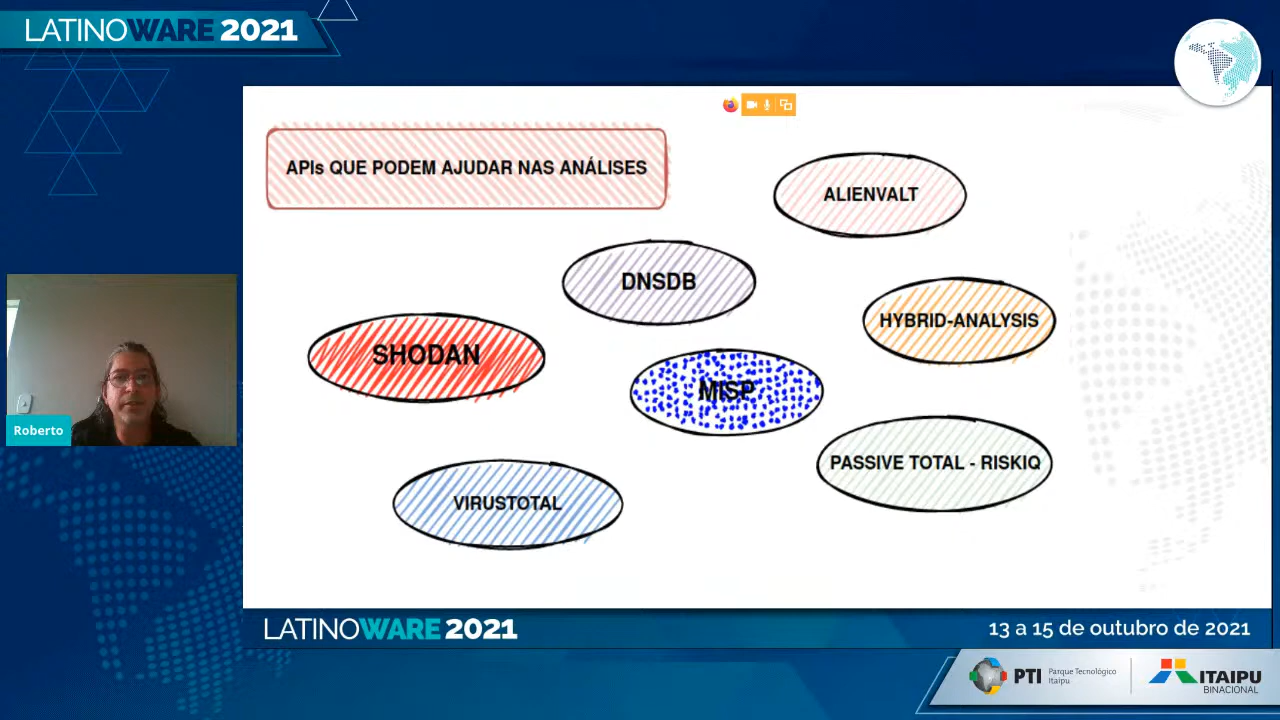 LATINOWARE 2021
APIs QUE PODEM AJUDAR NAS ANÁLISES
ALIENVALT
DNSDB
HYBRID-ANALYSIS
SHODAN
MISP
PASSIVE TOTAL - RISKIQ
VIRUSTOTAL
Roberto
LATINOWARE 2021
13 a 15 de outubro de 2021
PTI
Parque Tecnológico
Itaipu
ITAIPU
BINACIONAL